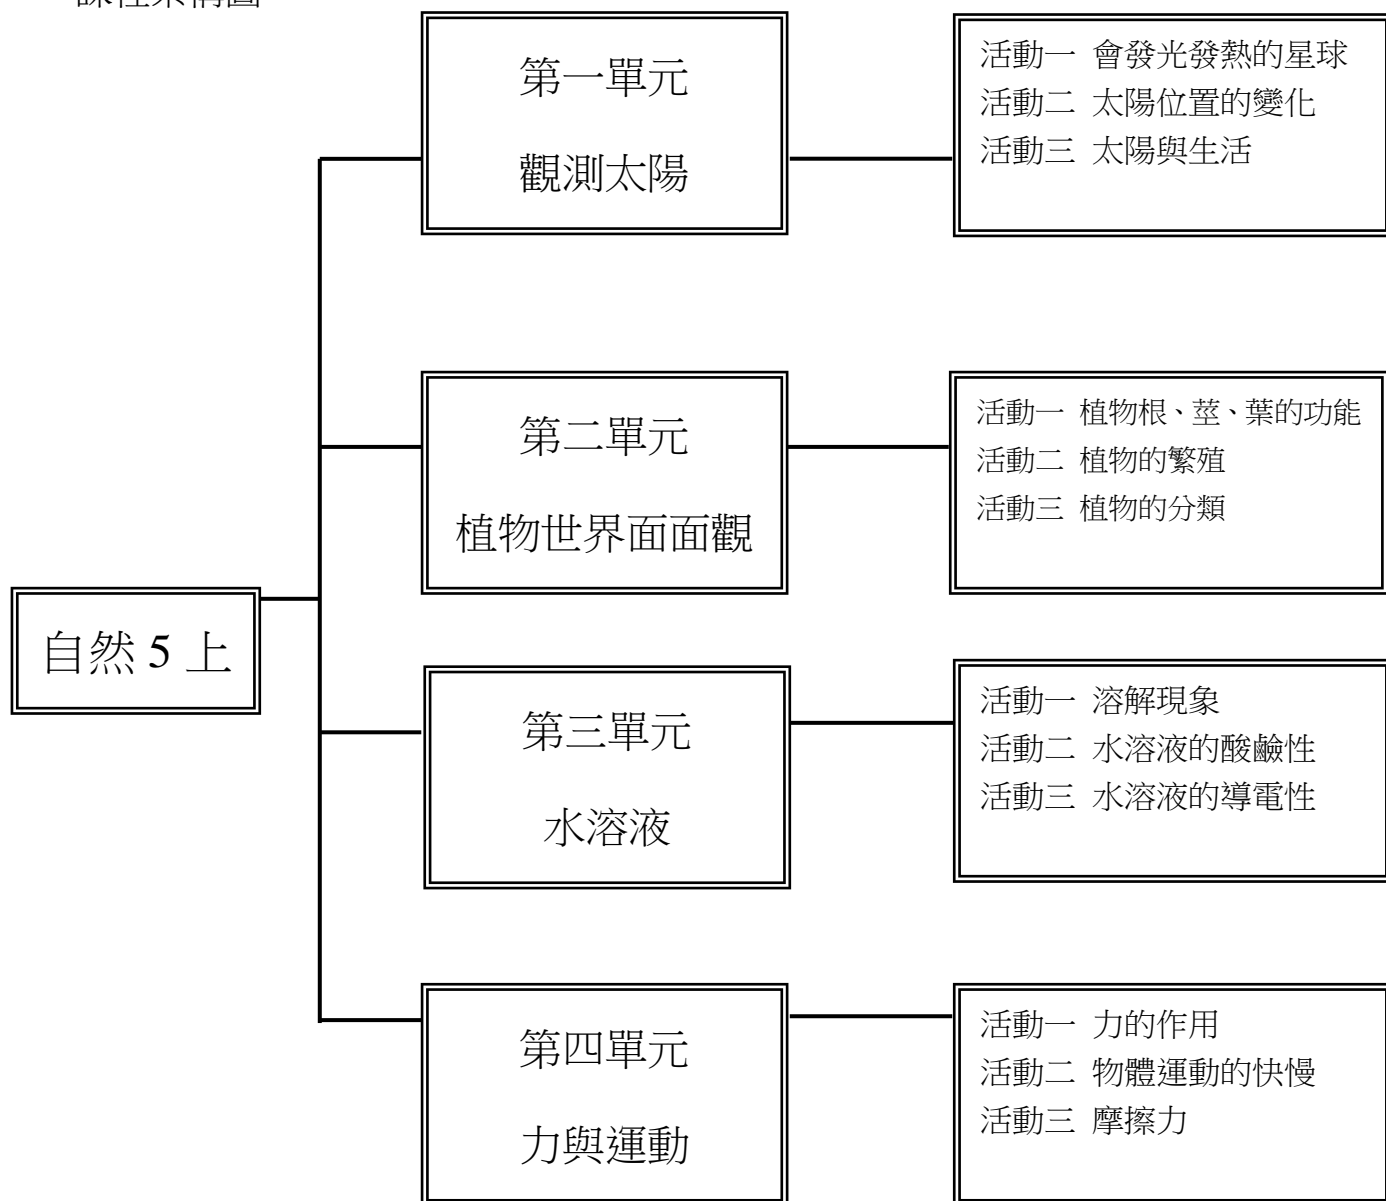 課程架構圖
第一單元
觀測太陽
活動一 會發光發熱的星球
活動二 太陽位置的變化
活動三 太陽與生活
第二單元
植物世界面面觀
活動一 植物根、莖、葉的功能
活動二 植物的繁殖
活動三 植物的分類
自然 5 上
第三單元
水溶液
活動一 溶解現象
活動二 水溶液的酸鹼性
活動三 水溶液的導電性
第四單元
力與運動
活動一 力的作用
活動二 物體運動的快慢
活動三 摩擦力